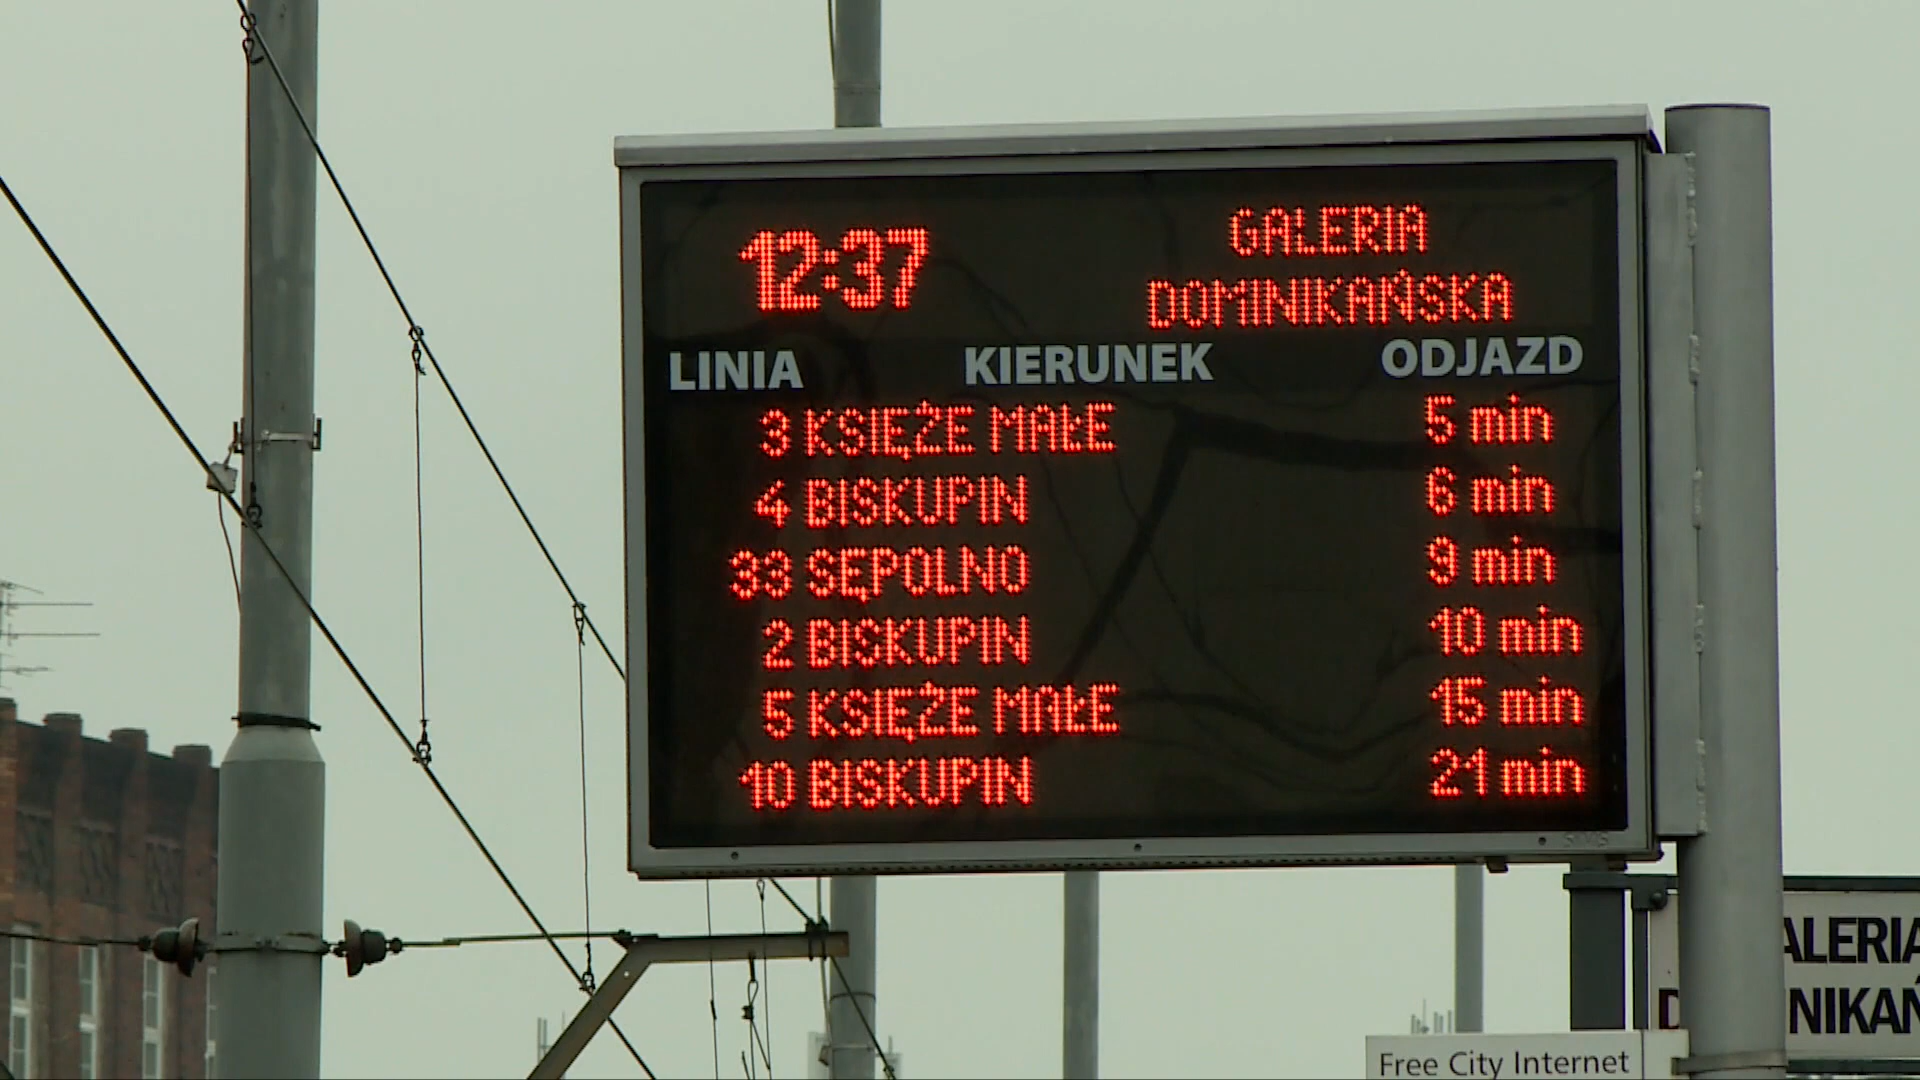 12:37
GALERIA
DOMINIKAŃSKA
LINIA KIERUNEK ODJAZD
3 KSIĘŻE MAŁE 5 min
4 BISKUPIN 6 min
33 SĘPOLNO 9 min
2 BISKUPIN 10 min
5 KSIĘŻE MAŁE 15 min
10 BISKUPIN 21 min
ALERIA
D NIKAŃ
Free City Internet